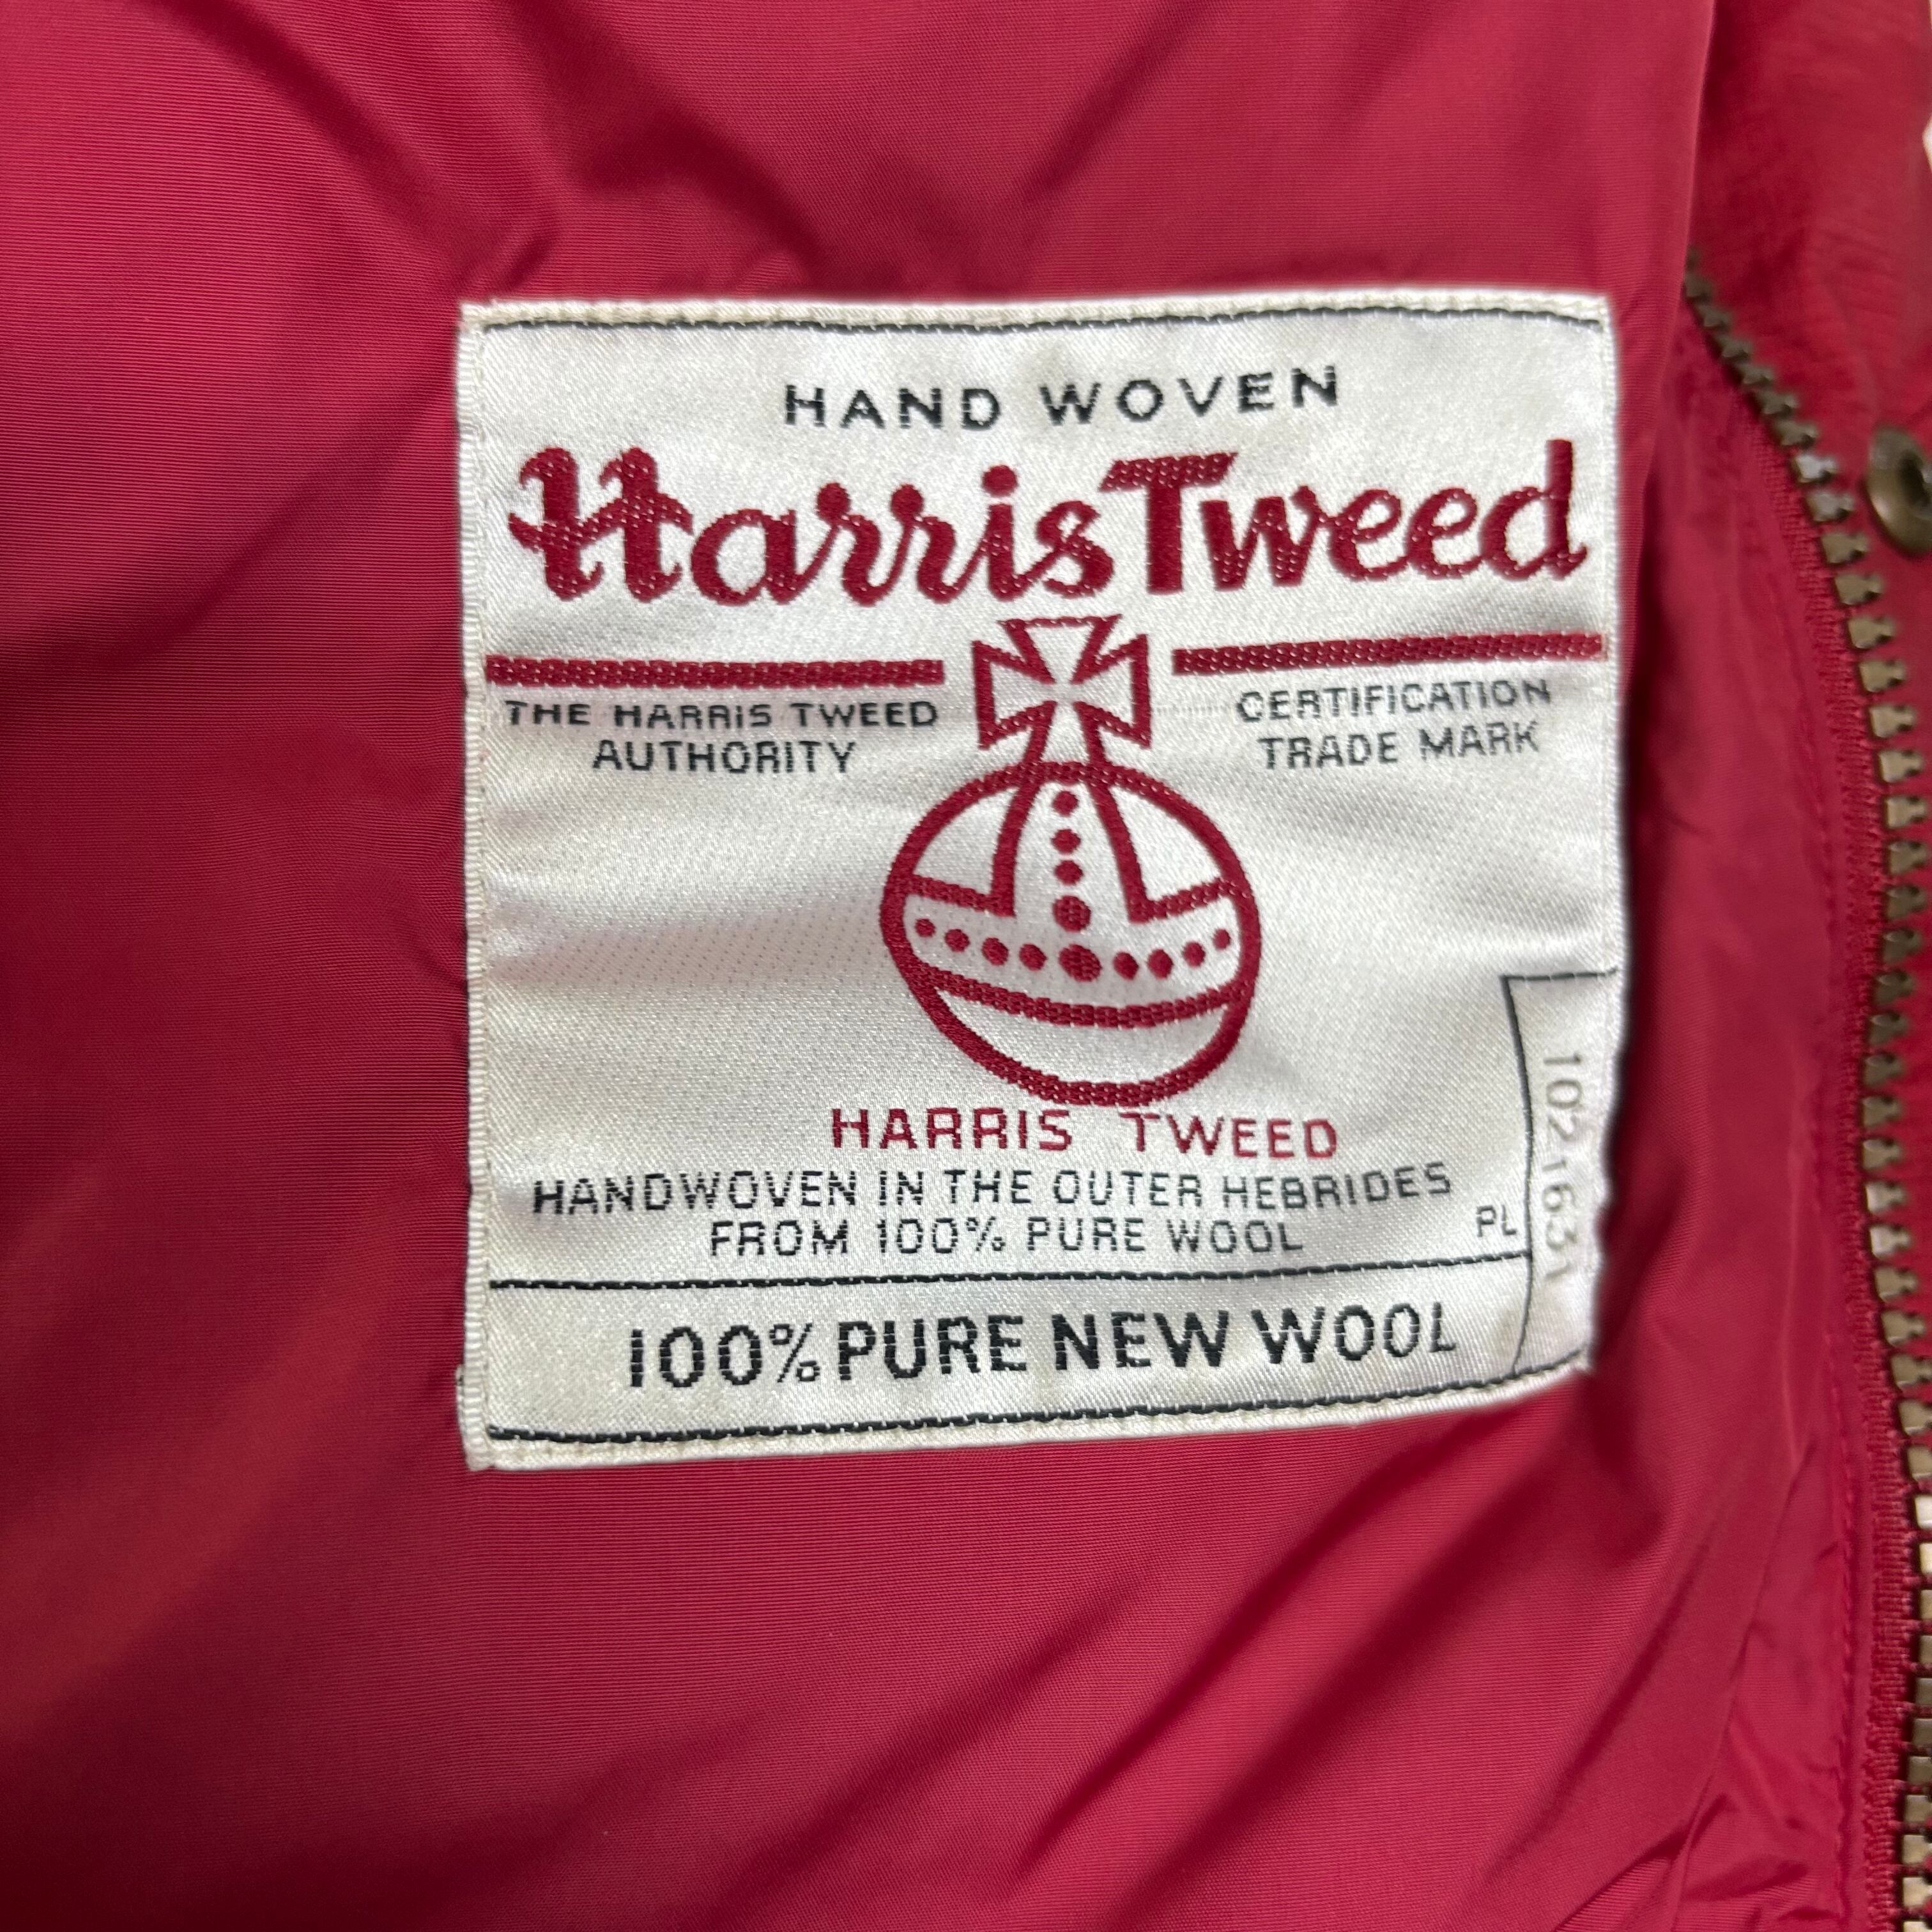 HAND WOVEN
Harris Tweed
THE HARRIS TWEED
AUTHORITY
CERTIFICATION
TRADE MARK
HARRIS TWEED
HANDWOVEN IN THE OUTER HEBRIDES
FROM 100% PURE WOOL
PL
1021631
100% PURE NEW WOOL